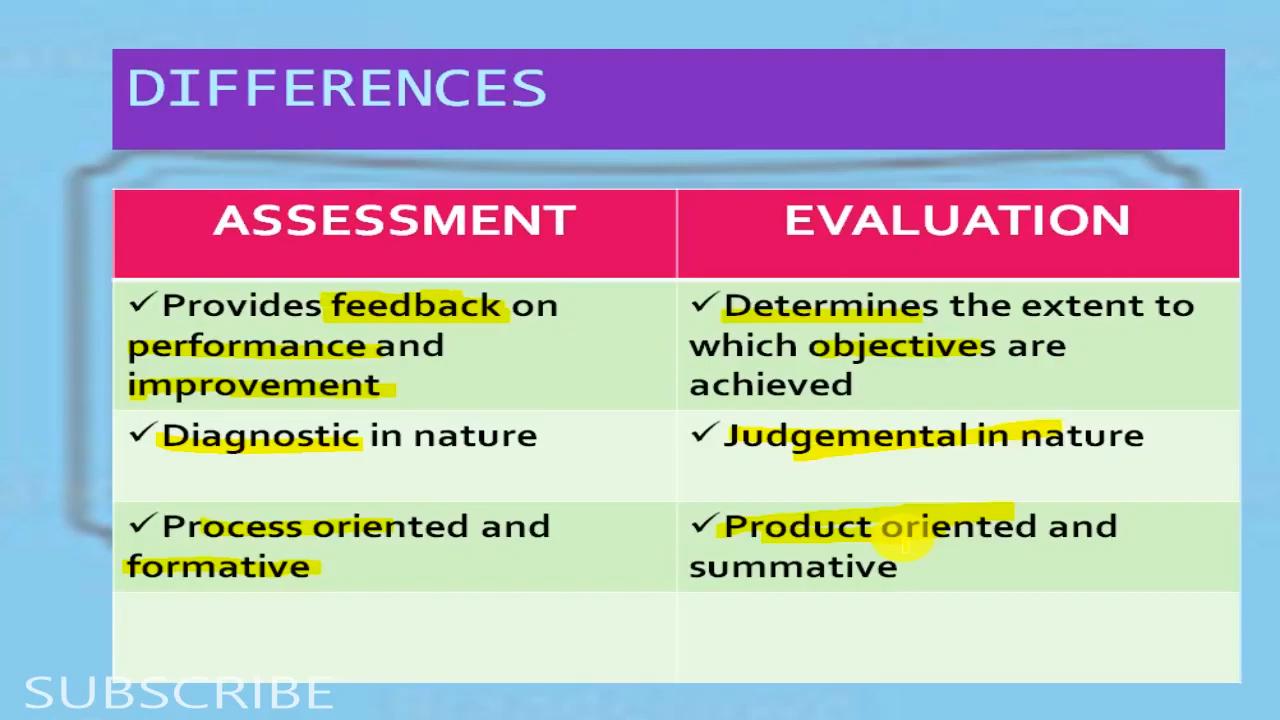 DIFFERENCES
ASSESSMENT
EVALUATION
✓Provides feedback on
performance and
improvement
✓Determines the extent to
which objectives are
achieved
✓Diagnostic in nature
✓Judgemental in nature
✓Process oriented and
formative
✓Product oriented and
summative
SUBSCRIBE